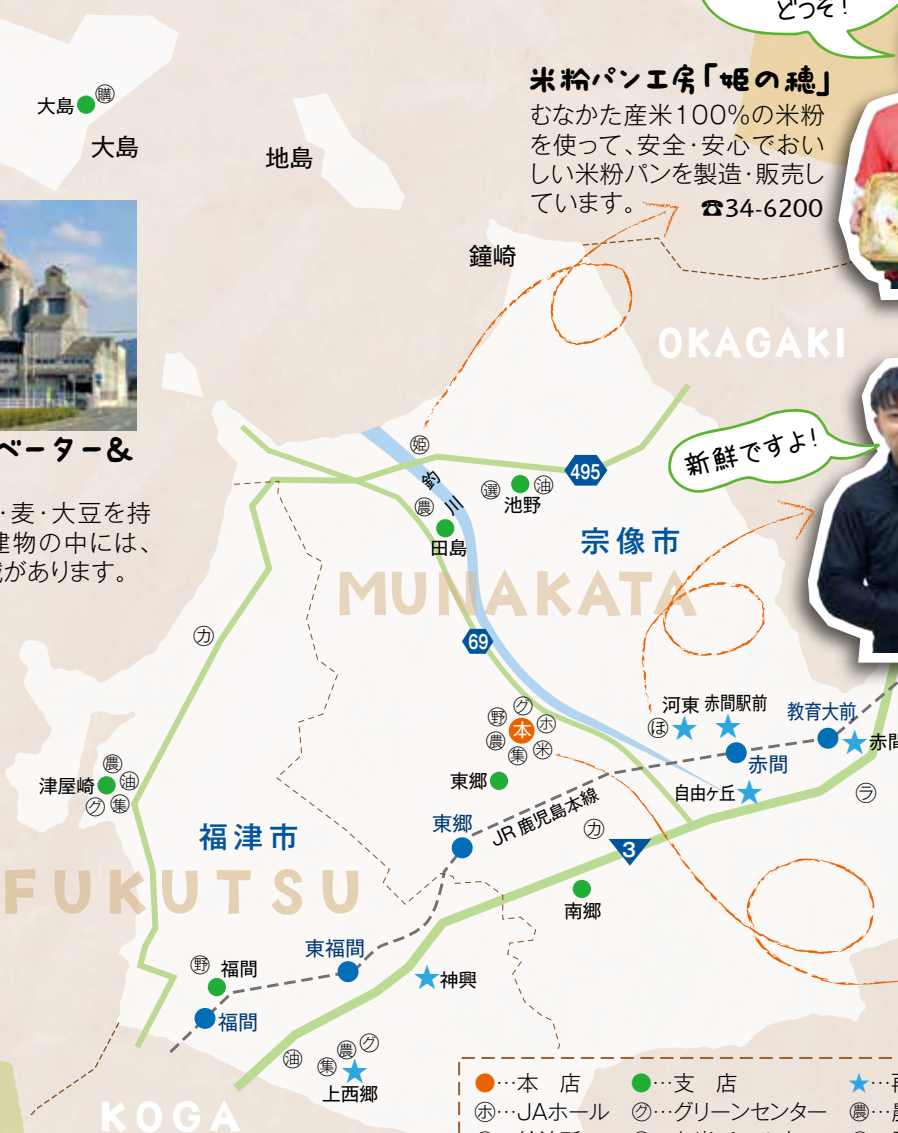 どうぞ!
米粉パン工房「姫の穂」
むなかた産米100%の米粉
を使って、安全・安心でおい
しい米粉パンを製造・販売し
ています。 ☎34-6200
大島 購
大島
地島
鐘崎
OKAGAKI
ベーター&
・麦・大豆を持
建物の中には、
があります。
新鮮ですよ!
姫
495
釣川
選 油
池野
農
田島
宗像市
MUNAKATA
カ
69
野 グ ホ
本
農 集 米
東郷
河東 赤間駅前
ほ
教育大前
赤間
赤間
自由ヶ丘
ラ
津屋崎
農 油
グ 集
福津市
FUKUTSU
東郷
JR鹿児島本線
カ
3
南郷
東福間
野 福間
福間
神興
油 集 農 グ
上西郷
KOGA
●…本 店 ●…支 店 ★…再
ホ…JAホール グ…グリーンセンター 農…